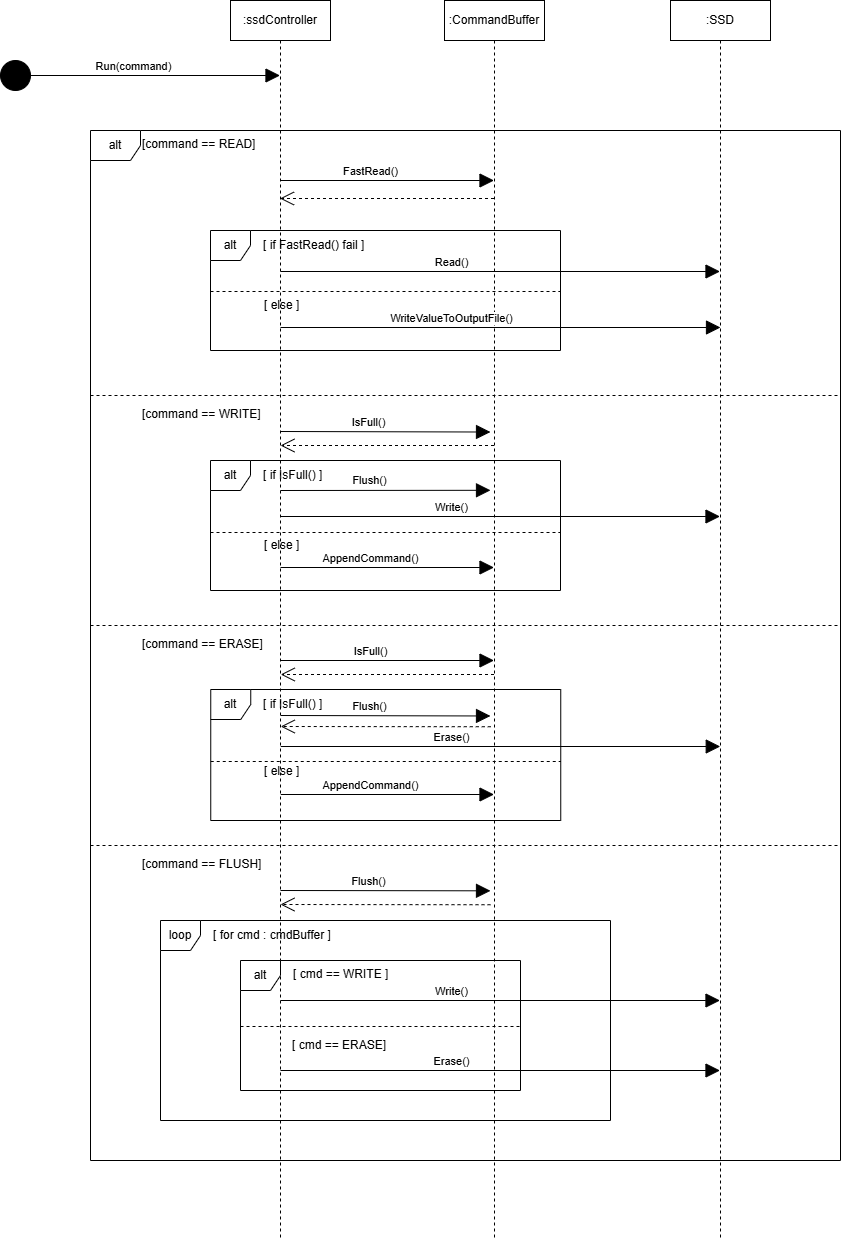 :ssdController
:CommandBuffer
:SSD
Run(command)
alt
[command == READ]
FastRead()
alt
[ if FastRead() fail ]
Read()
[ else ]
WriteValueToOutputFile()
[command == WRITE]
IsFull()
alt
[ if IsFull() ]
Flush()
Write()
[ else ]
AppendCommand()
[command == ERASE]
IsFull()
alt
[ if IsFull() ]
Flush()
Erase()
[ else ]
AppendCommand()
[command == FLUSH]
Flush()
loop
[ for cmd : cmdBuffer ]
alt
[ cmd == WRITE ]
Write()
[ cmd == ERASE]
Erase()